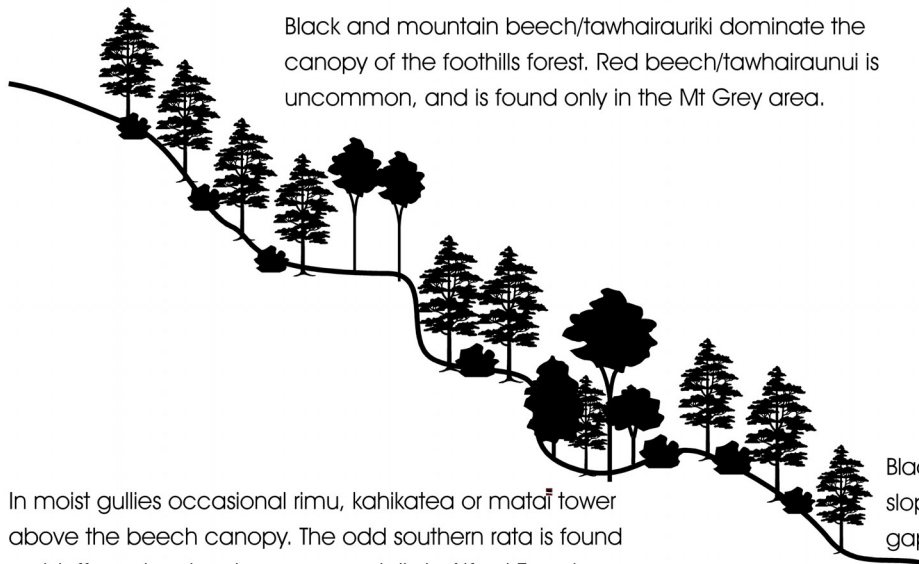 Black and mountain beech/tawhairauriki dominate the
canopy of the foothills forest. Red beech/tawhairaunui is
uncommon, and is found only in the Mt Grey area.
In moist gullies occasional rimu, kahikatea or mataī tower
above the beech canopy. The odd southern rata is found